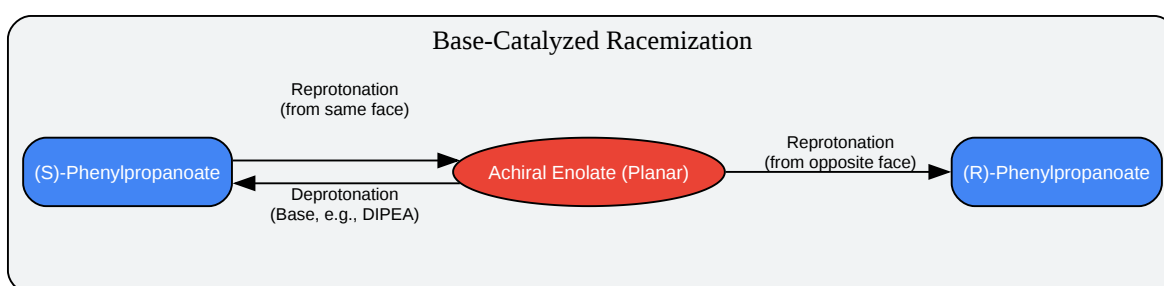 Base-Catalyzed Racemization
Reprotonation
(from same face)
(S)-Phenylpropanoate
Deprotonation
(Base, e.g., DIPEA)
Achiral Enolate (Planar)
Reprotonation
(from opposite face)
(R)-Phenylpropanoate